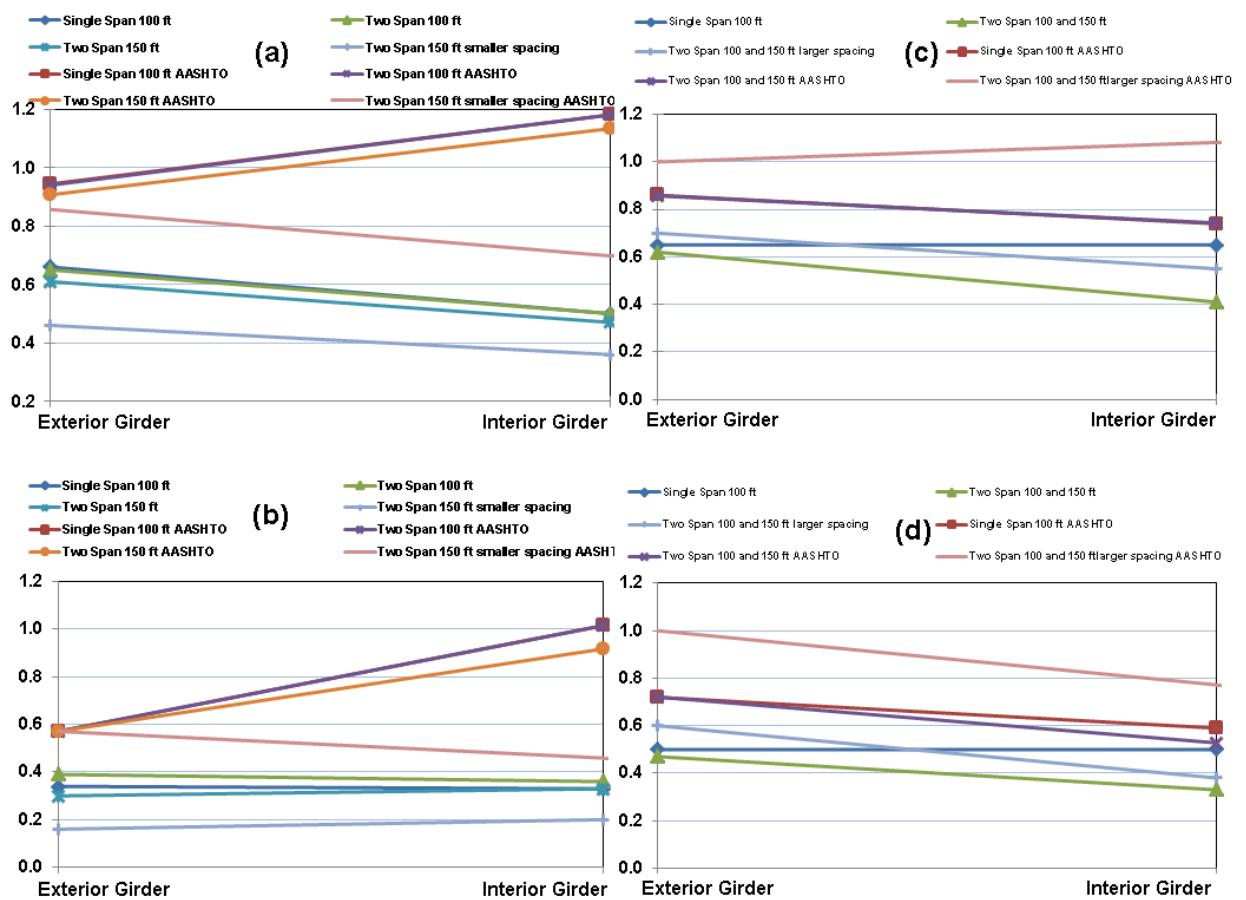 Single Span 100 ft
Two Span 100 ft
Two Span 150 ft
Two Span 150 ft smaller spacing
Single Span 100 ft AASHTO
Two Span 100 ft AASHTO
Two Span 150 ft AASHTO
Two Span 150 ft smaller spacing AASHTO
(a)
1.2
1.0
0.8
0.6
0.4
0.2
Exterior Girder
Interior Girder
Single Span 100 ft
Two Span 100 and 150 ft
Two Span 100 and 150 ft larger spacing
Single Span 100 ft AASHTO
Two Span 100 and 150 ft AASHTO
Two Span 100 and 150 ftlarger spacing AASHTO
(c)
1.2
1.0
0.8
0.6
0.4
0.2
0.0
Exterior Girder
Interior Girder
Single Span 100 ft
Two Span 100 ft
Two Span 150 ft
Two Span 150 ft smaller spacing
Single Span 100 ft AASHTO
Two Span 100 ft AASHTO
Two Span 150 ft AASHTO
Two Span 150 ft smaller spacing AASHT
(b)
1.2
1.0
0.8
0.6
0.4
0.2
0.0
Exterior Girder
Interior Girder
Single Span 100 ft
Two Span 100 and 150 ft
Two Span 100 and 150 ft larger spacing
Single Span 100 ft AASHTO
Two Span 100 and 150 ft AASHTO
Two Span 100 and 150 ftlarger spacing AASHTO
(d)
1.2
1.0
0.8
0.6
0.4
0.2
0.0
Exterior Girder
Interior Girder